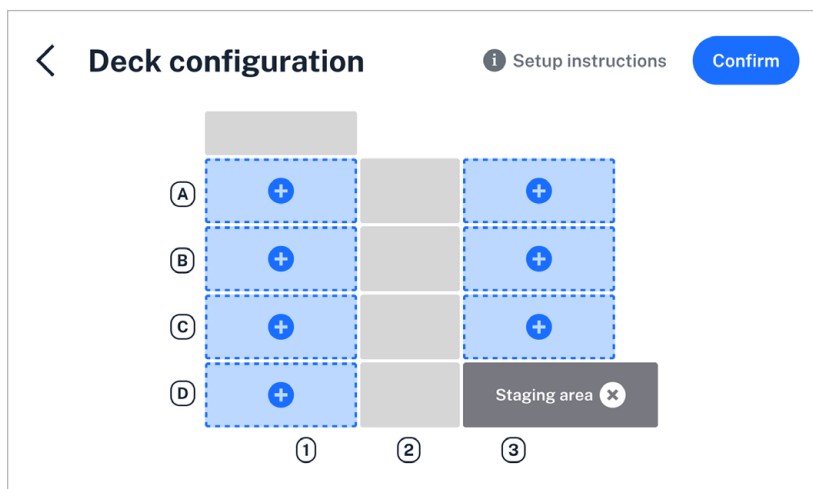 Deck configuration
i Setup instructions
Confirm
A
B
C
D
Staging area
1
2
3